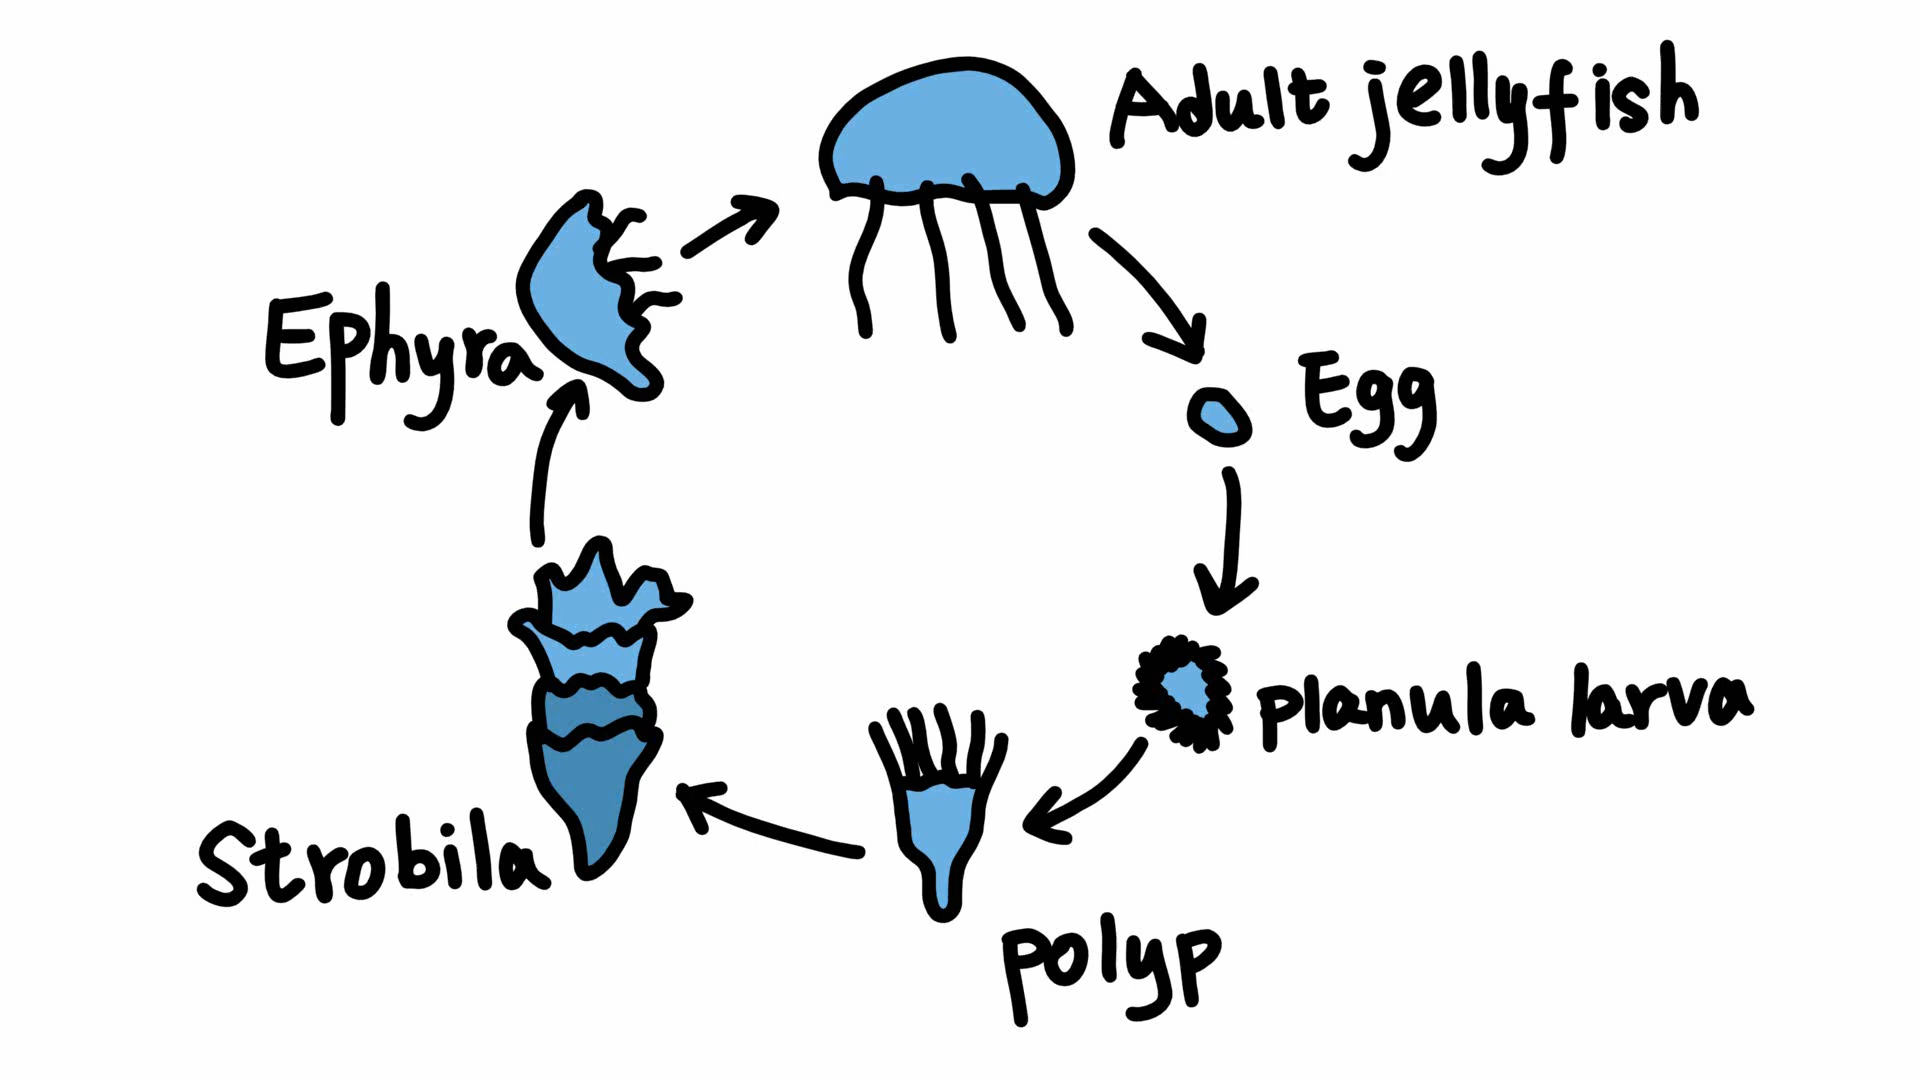 Adult jellyfish
Egg
planula larva
polyp
Strobila
Ephyra